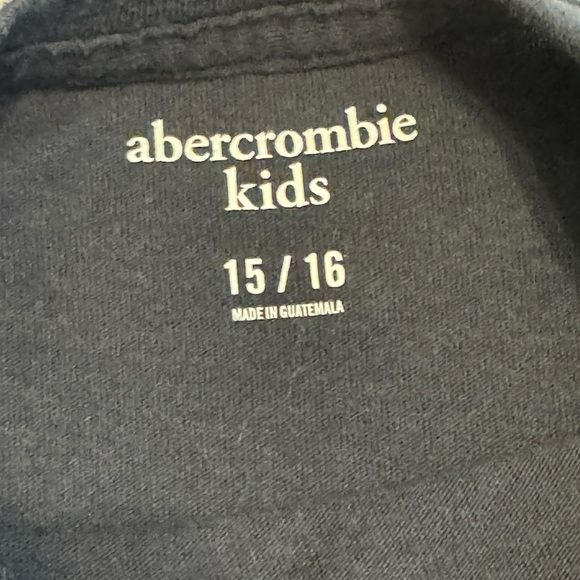 abercrombie
kids
15 / 16
MADE IN GUATEMALA